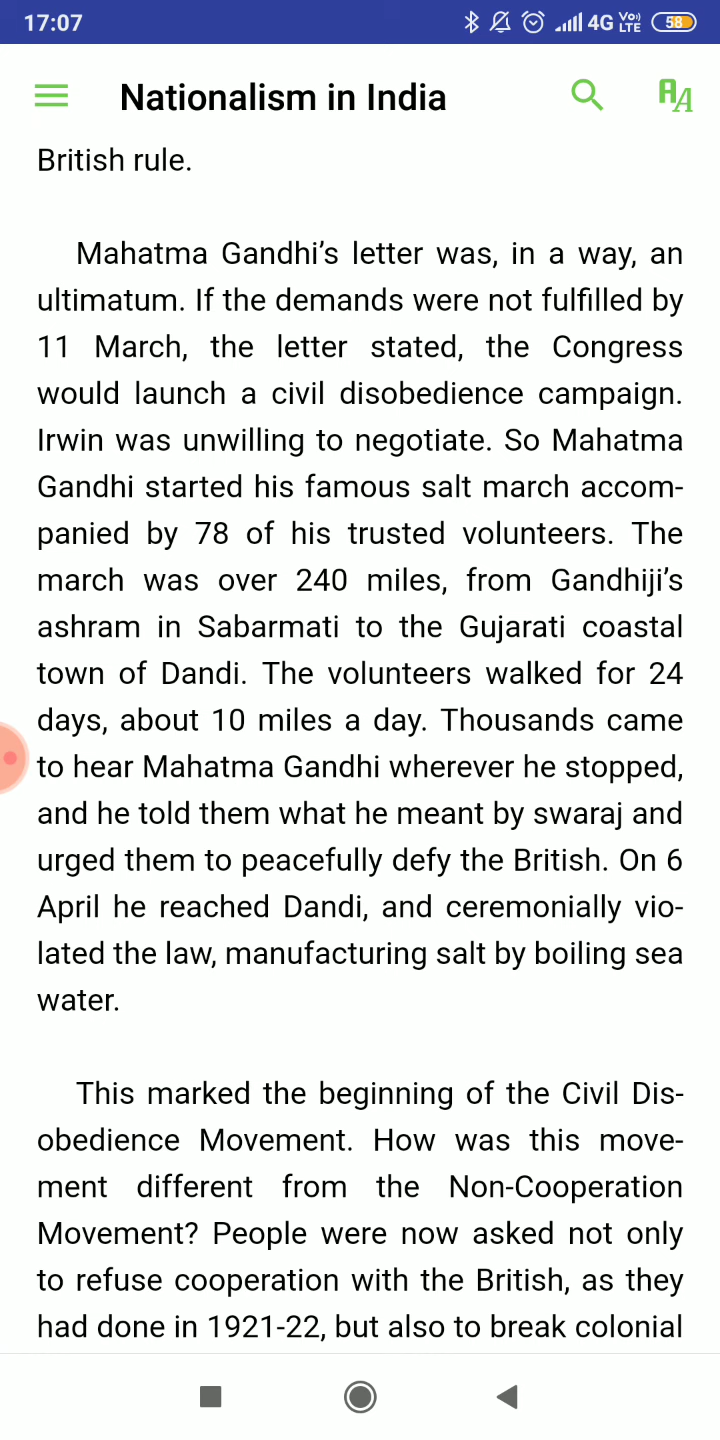 17:07 4G Vo) LTE 58
Nationalism in India
British rule.
Mahatma Gandhi’s letter was, in a way, an
ultimatum. If the demands were not fulfilled by
11 March, the letter stated, the Congress
would launch a civil disobedience campaign.
Irwin was unwilling to negotiate. So Mahatma
Gandhi started his famous salt march accom-
panied by 78 of his trusted volunteers. The
march was over 240 miles, from Gandhiji’s
ashram in Sabarmati to the Gujarati coastal
town of Dandi. The volunteers walked for 24
days, about 10 miles a day. Thousands came
to hear Mahatma Gandhi wherever he stopped,
and he told them what he meant by swaraj and
urged them to peacefully defy the British. On 6
April he reached Dandi, and ceremonially vio-
lated the law, manufacturing salt by boiling sea
water.
This marked the beginning of the Civil Dis-
obedience Movement. How was this move-
ment different from the Non-Cooperation
Movement? People were now asked not only
to refuse cooperation with the British, as they
had done in 1921-22, but also to break colonial